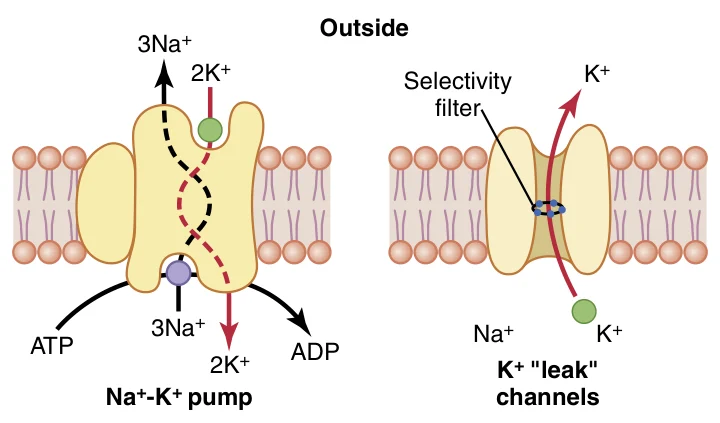 Outside
3Na⁺
2K⁺
ATP
3Na⁺
2K⁺
ADP
Na⁺-K⁺ pump
Selectivity
filter
K⁺
Na⁺
K⁺
K⁺ "leak"
channels